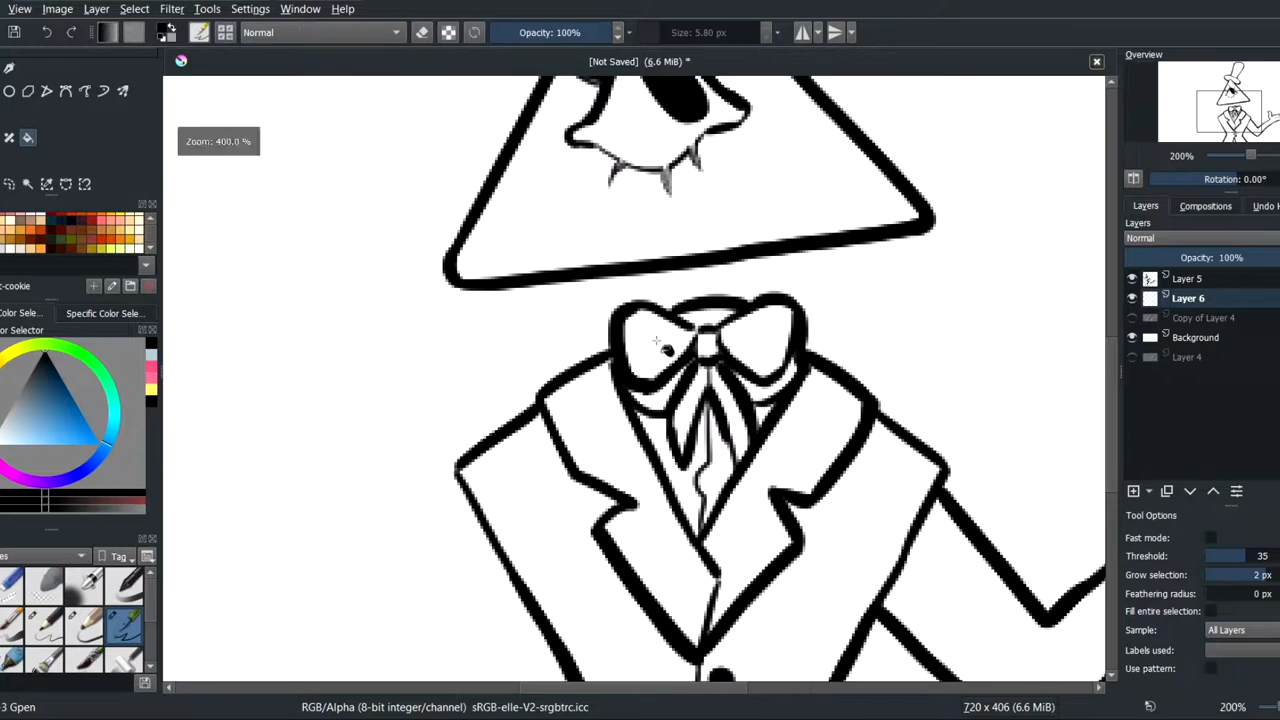 View Image Layer Select Filter Tools Settings Window Help
Normal
Opacity: 100%
Size: 5.80 px
[Not Saved] (6.6 MiB) *
Zoom: 400.0 %
-cookie
Color Sele...
Specific Color Sele...
lor Selector
es
Tag
-3 Gpen
RGB/Alpha (8-bit integer/channel) sRGB-elle-V2-srgbtrc.icc
720 x 406 (6.6 MiB)
200%
Overview
200%
Rotation: 0.00°
Layers
Compositions
Undo H
Layers
Normal
Opacity: 100%
Layer 5
Layer 6
Copy of Layer 4
Background
Layer 4
Tool Options
Fast mode:
Threshold: 35
Grow selection: 2 px
Feathering radius: 0 px
Fill entire selection:
Sample: All Layers
Labels used:
Use pattern: